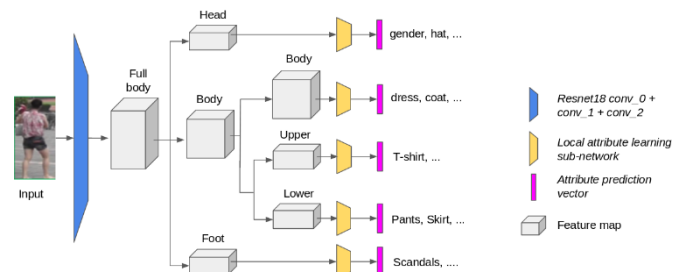 Head
gender, hat, ...
Full
body
Body
Body
dress, coat, ...
Upper
T-shirt, ...
Input
Lower
Pants, Skirt, ...
Foot
Scandals, ....
Resnet18 conv_0 +
conv_1 + conv_2
Local attribute learning
sub-network
Attribute prediction
vector
Feature map